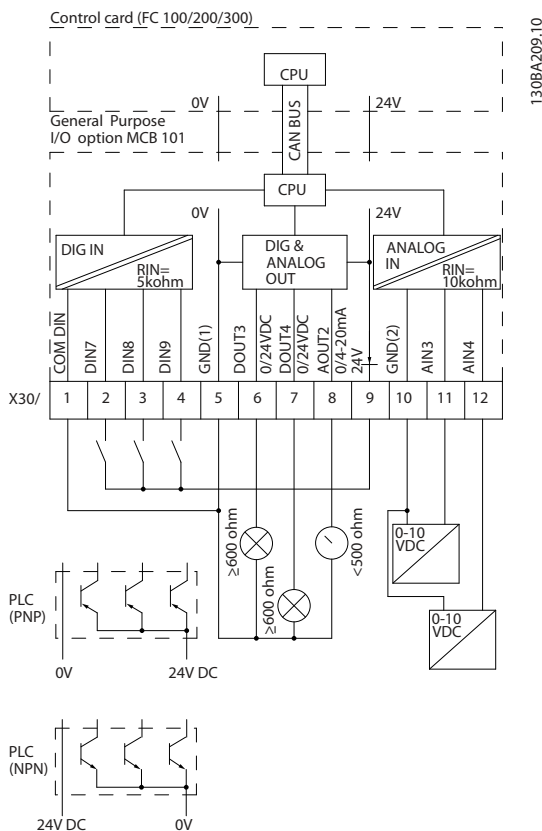 Control card (FC 100/200/300)
130BA209.10
CPU
0V
24V
General Purpose
I/O option MCB 101
CAN BUS
CPU
0V
24V
DIG IN
RIN=
5kohm
DIG &
ANALOG
OUT
ANALOG
IN
RIN=
10kohm
COM DIN
DIN7
DIN8
DIN9
GND(1)
DOUT3
0/24VDC
DOUT4
0/24VDC
AOUT2
0/4-20mA
24V
GND(2)
AIN3
AIN4
X30/
1
2
3
4
5
6
7
8
9
10
11
12
≥600 ohm
≥600 ohm
<500 ohm
0-10
VDC
0-10
VDC
PLC
(PNP)
0V
24V DC
PLC
(NPN)
24V DC
0V